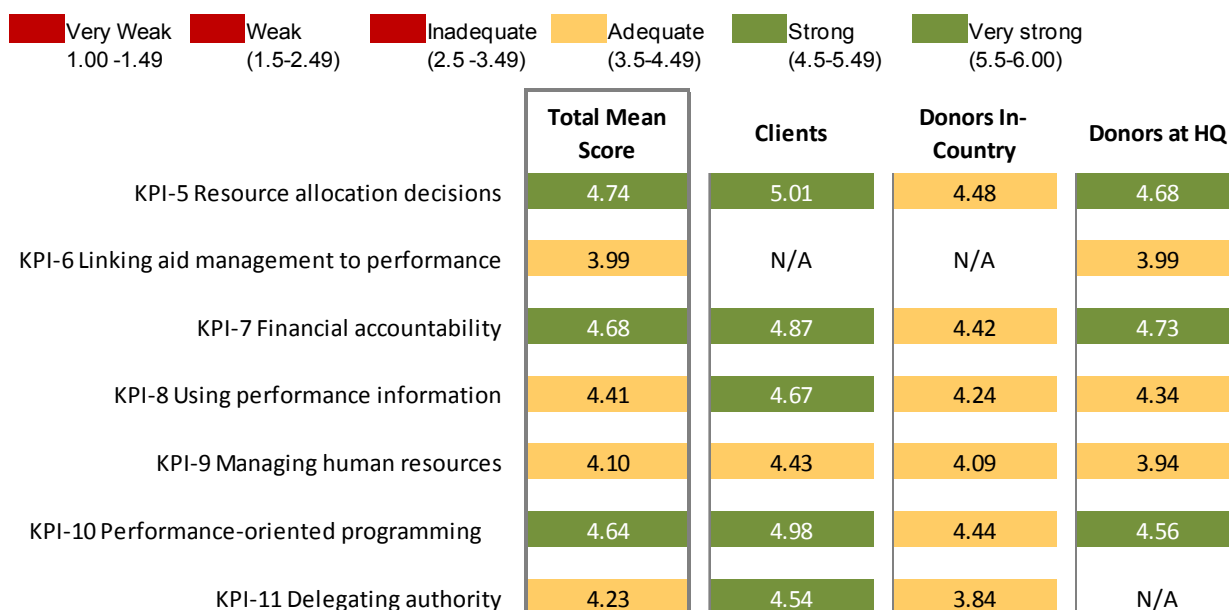 Very Weak Weak Inadequate Adequate Strong Very strong
1.00 -1.49 (1.5-2.49) (2.5 -3.49) (3.5-4.49) (4.5-5.49) (5.5-6.00)
Total Mean Score Clients Donors In-Country Donors at HQ
KPI-5 Resource allocation decisions 4.74 5.01 4.48 4.68
KPI-6 Linking aid management to performance 3.99 N/A N/A 3.99
KPI-7 Financial accountability 4.68 4.87 4.42 4.73
KPI-8 Using performance information 4.41 4.67 4.24 4.34
KPI-9 Managing human resources 4.10 4.43 4.09 3.94
KPI-10 Performance-oriented programming 4.64 4.98 4.44 4.56
KPI-11 Delegating authority 4.23 4.54 3.84 N/A